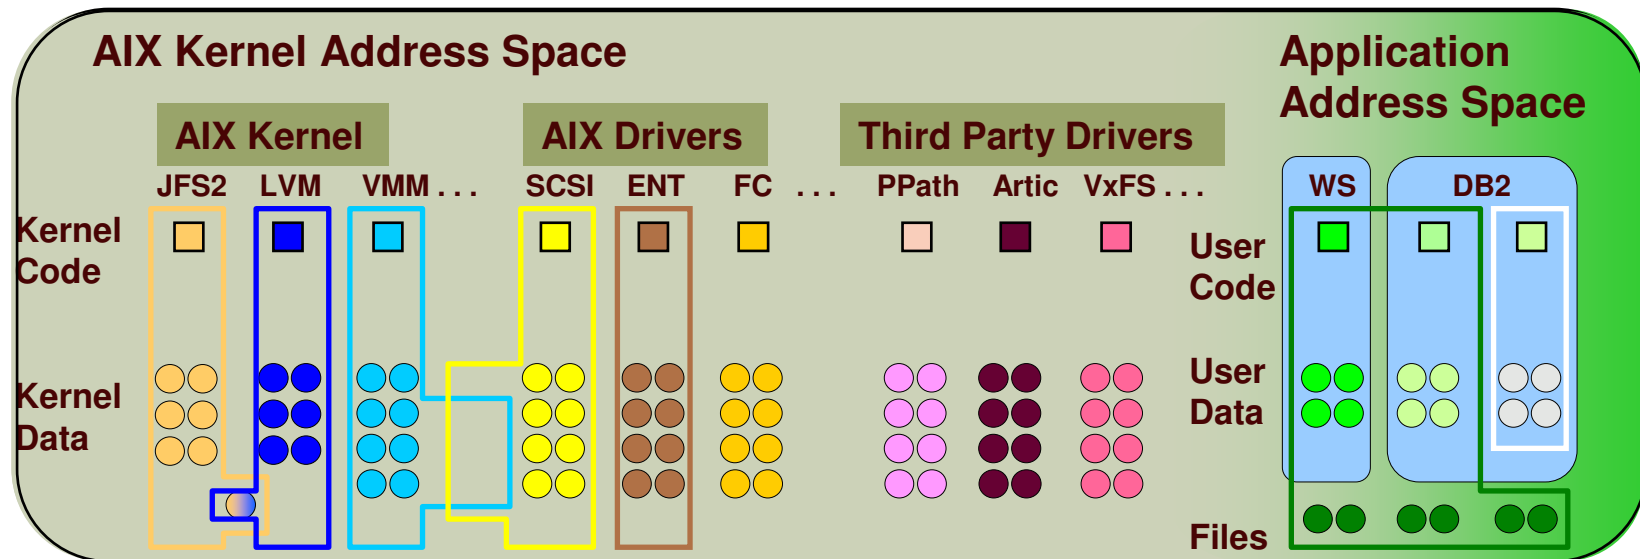 AIX Kernel Address Space
Application
Address Space
AIX Kernel
AIX Drivers
Third Party Drivers
JFS2 LVM VMM . . . SCSI ENT FC . . . PPath Artic VxFS . . . WS DB2
Kernel
Code
User
Code
Kernel
Data
User
Data
Files